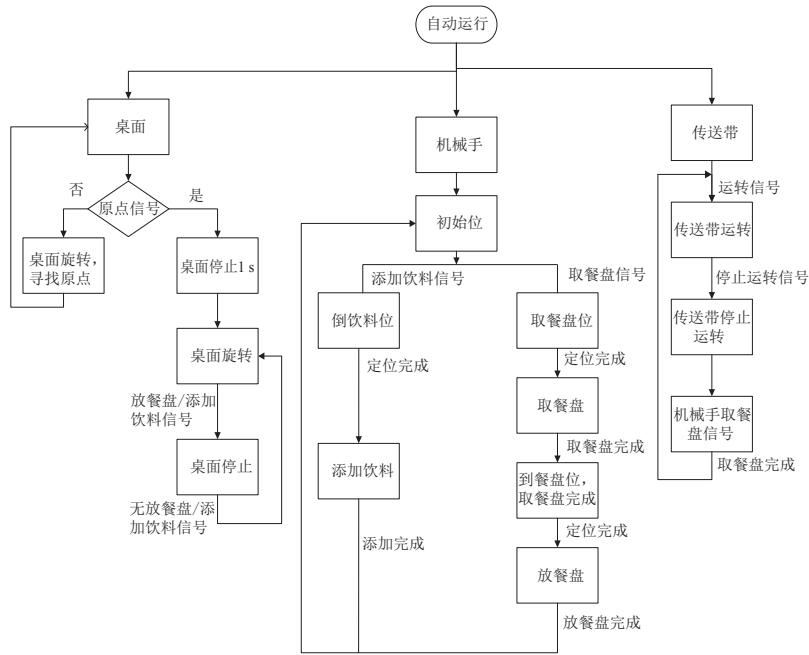 自动运行
桌面
原点信号
否
是
桌面旋转，
寻找原点
桌面停止1 s
桌面旋转
放餐盘/添加
饮料信号
桌面停止
无放餐盘/添
加饮料信号
机械手
初始位
添加饮料信号
取餐盘信号
倒饮料位
定位完成
添加饮料
添加完成
取餐盘位
定位完成
取餐盘
取餐盘完成
到餐盘位，
取餐盘完成
定位完成
放餐盘
放餐盘完成
传送带
运转信号
传送带运转
停止运转信号
传送带停止
运转
机械手取餐
盘信号
取餐盘完成